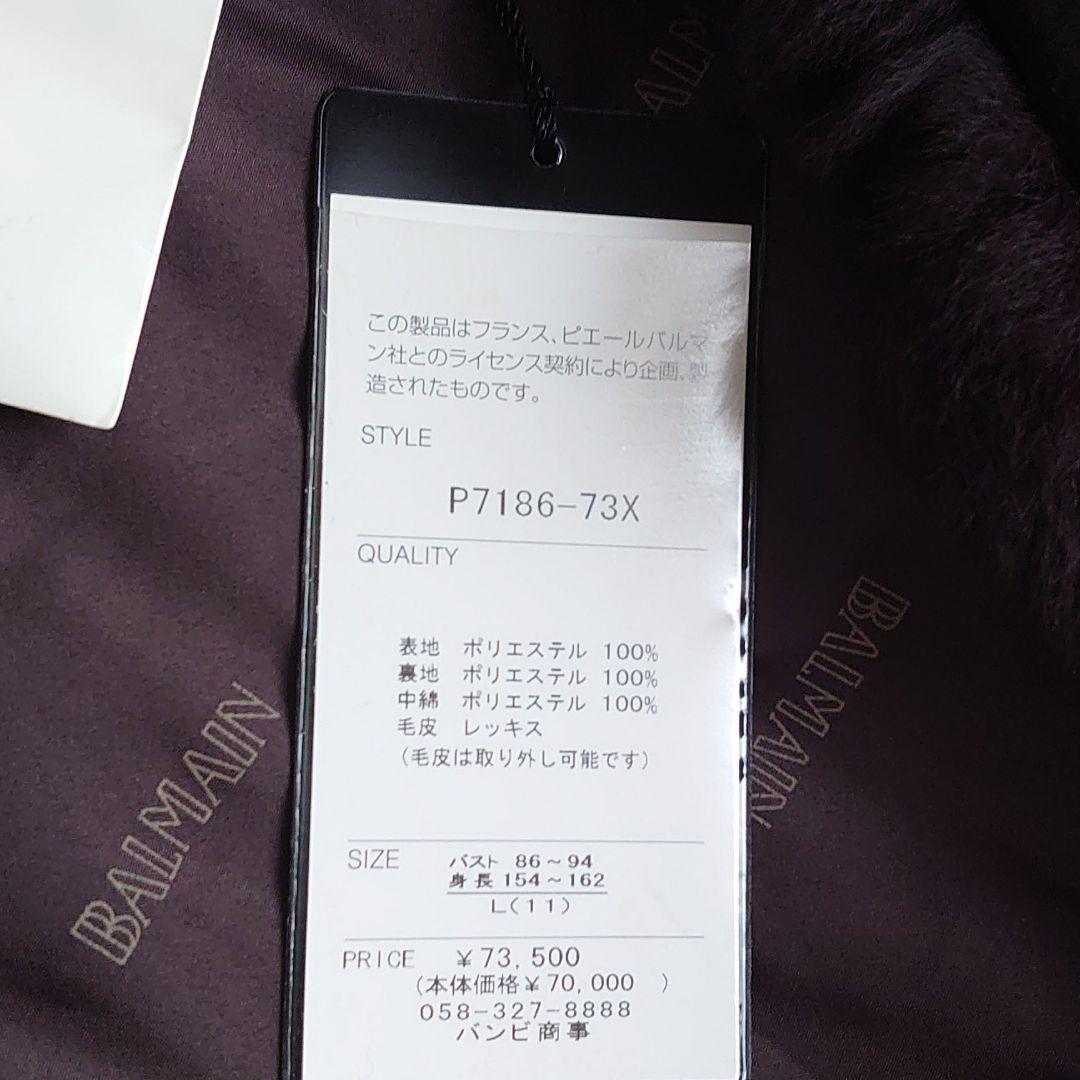 BALM
この製品はフランス、ピエールバルマ
ン社とのライセンス契約により企画、製
造されたものです。
STYLE
P7186-73X
QUALITY
表地 ポリエステル 100%
裏地 ポリエステル 100%
中綿 ポリエステル 100%
毛皮 レッキス
（毛皮は取り外し可能です）
SIZE バスト 86～94
身長 154～162
L(11)
PRICE ￥73,500
(本体価格￥70,000 )
058-327-8888
バンビ商事
BALMAIN
BALMAIN